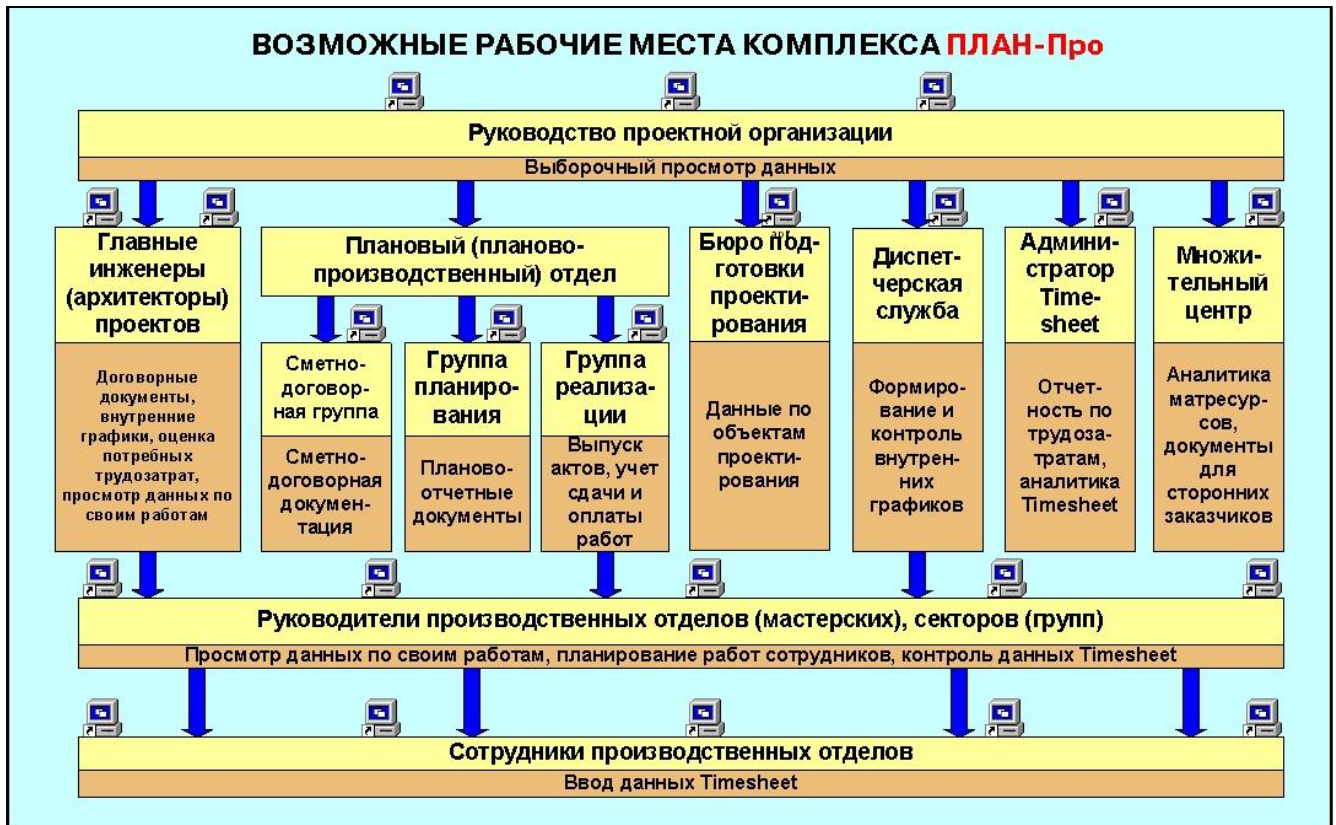 ВОЗМОЖНЫЕ РАБОЧИЕ МЕСТА КОМПЛЕКСА ПЛАН-Про
Руководство проектной организации
Выборочный просмотр данных
Главные
инженеры
(архитекторы)
проектов
Договорные
документы,
внутренние
графики, оценка
потребных
трудозатрат,
просмотр данных по
своим работам
Плановый (планово-
производственный) отдел
Сметно-
договор-
ная группа
Сметно-
договорная
докумен-
тация
Группа
планиро-
вания
Планово-
отчетные
документы
Группа
реализа-
ции
Выпуск
актов, учет
сдачи и
оплаты
работ
Бюро под-
готовки
проекти-
рования
Данные по
объектам
проекти-
рования
Диспет-
черская
служба
Формиро-
вание и
контроль
внутрен-
них
графиков
Админи-
стратор
Time-
sheet
Отчет-
ность по
трудоза-
тратам,
аналитика
Timesheet
Множи-
тельный
центр
Аналитика
матресур-
сов,
документы
для
сторонних
заказчиков
Руководители производственных отделов (мастерских), секторов (групп)
Просмотр данных по своим работам, планирование работ сотрудников, контроль данных Timesheet
Сотрудники производственных отделов
Ввод данных Timesheet